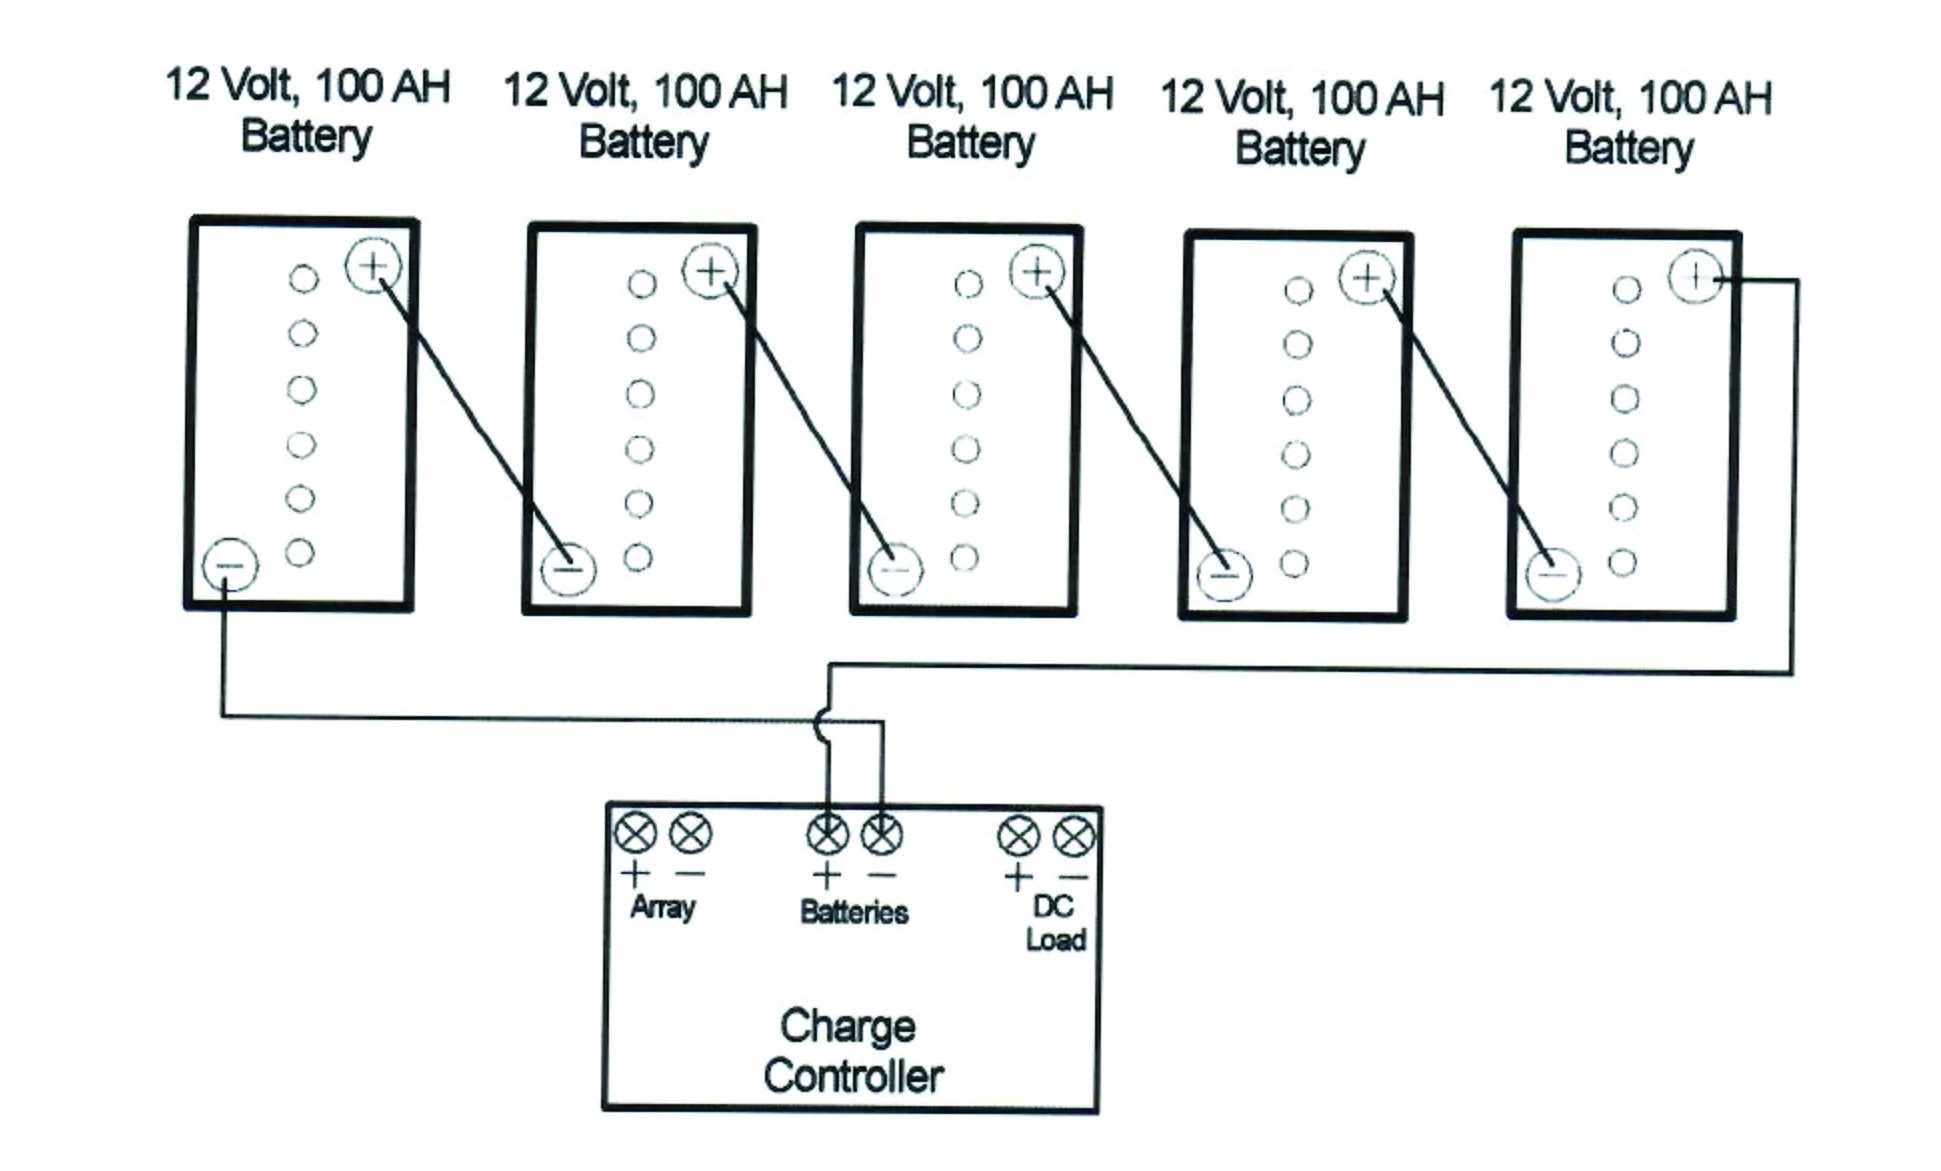 12 Volt, 100 AH
Battery
12 Volt, 100 AH
Battery
12 Volt, 100 AH
Battery
12 Volt, 100 AH
Battery
12 Volt, 100 AH
Battery
+ + + + +
− − − − −
+ − + − + −
Array
Batteries
DC
Load
Charge
Controller